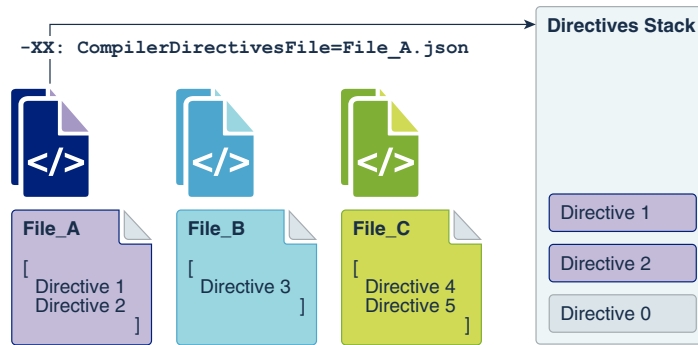 -XX: CompilerDirectivesFile=File_A.json
Directives Stack
</>
</>
</>
File_A
[
Directive 1
Directive 2
]
File_B
[
Directive 3
]
File_C
[
Directive 4
Directive 5
]
Directive 1
Directive 2
Directive 0